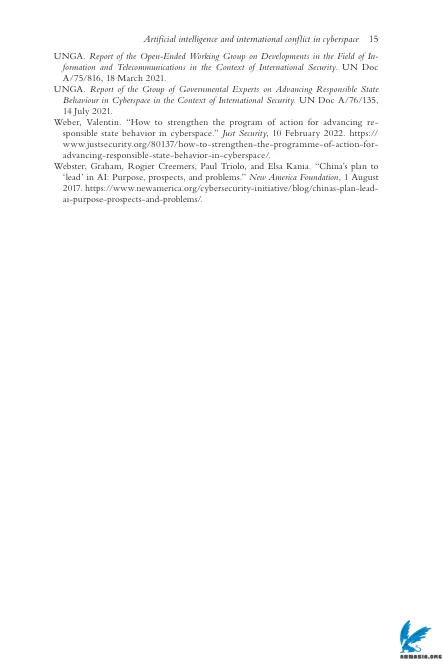 Artificial intelligence and international conflict in cyberspace 15
UNGA. Report of the Open-Ended Working Group on Developments in the Field of In-
formation and Telecommunications in the Context of International Security. UN Doc
A/75/816, 18 March 2021.
UNGA. Report of the Group of Governmental Experts on Advancing Responsible State
Behaviour in Cyberspace in the Context of International Security. UN Doc A/76/135,
14 July 2021.
Weber, Valentin. “How to strengthen the program of action for advancing re-
sponsible state behavior in cyberspace.” Just Security, 10 February 2022. https://
www.justsecurity.org/80137/how-to-strengthen-the-programme-of-action-for-
advancing-responsible-state-behavior-in-cyberspace/.
Webster, Graham, Rogier Creemers, Paul Triolo, and Elsa Kania. “China’s plan to
‘lead’ in AI: Purpose, prospects, and problems.” New America Foundation, 1 August
2017. https://www.newamerica.org/cybersecurity-initiative/blog/chinas-plan-lead-
ai-purpose-prospects-and-problems/.